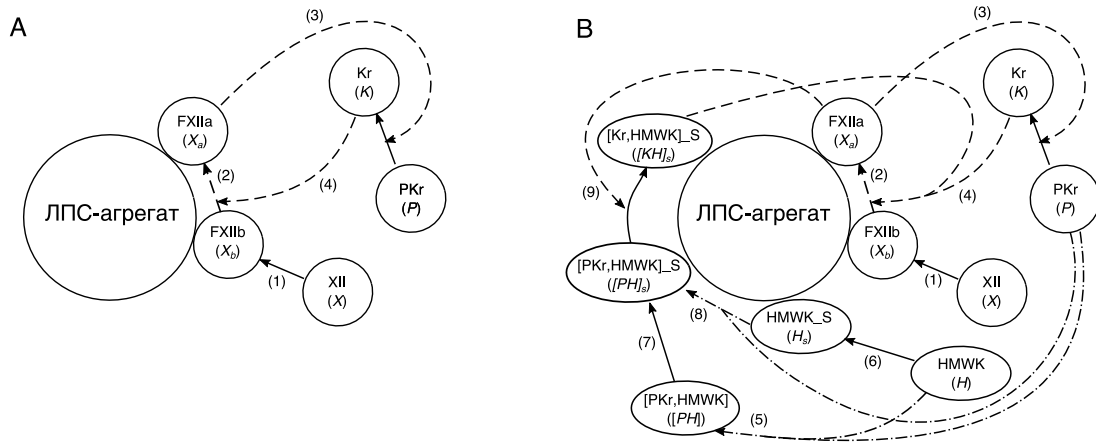 A
(3)
Kr
(K)
FXIIa
(Xₐ)
(2)
(4)
PKr
(P)
ЛПС-агрегат
FXIIb
(X_b)
(1)
XII
(X)
B
(3)
Kr
(K)
FXIIa
(Xₐ)
[Kr,HMWK]_S
([KH]ₛ)
(2)
(9)
(4)
PKr
(P)
ЛПС-агрегат
FXIIb
(X_b)
[PKr,HMWK]_S
([PH]ₛ)
(1)
XII
(X)
(8)
HMWK_S
(Hₛ)
(7)
(6)
HMWK
(H)
[PKr,HMWK]
([PH])
(5)